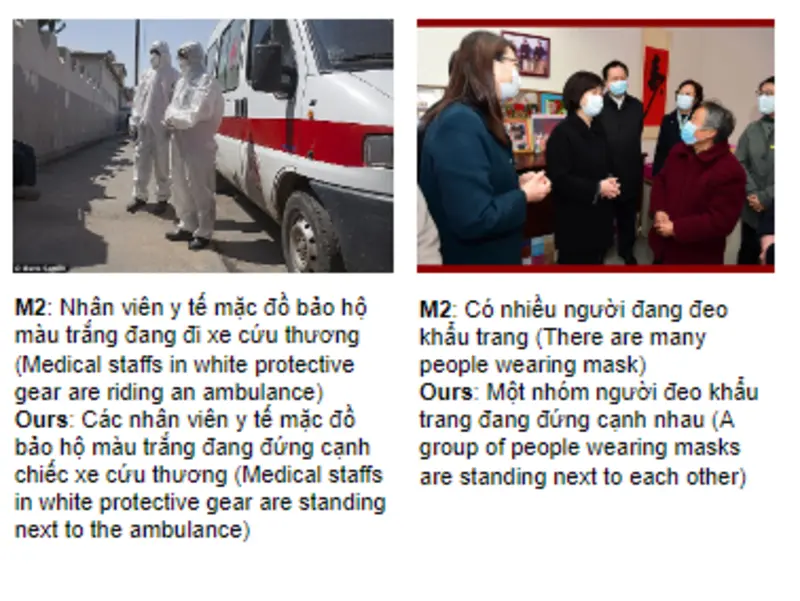 M2: Nhân viên y tế mặc đồ bảo hộ
màu trắng đang đi xe cứu thương
(Medical staffs in white protective
gear are riding an ambulance)
Ours: Các nhân viên y tế mặc đồ
bảo hộ màu trắng đang đứng cạnh
chiếc xe cứu thương (Medical staffs
in white protective gear are standing
next to the ambulance)
M2: Có nhiều người đang đeo
khẩu trang (There are many
people wearing mask)
Ours: Một nhóm người đeo khẩu
trang đang đứng cạnh nhau (A
group of people wearing masks
are standing next to each other)